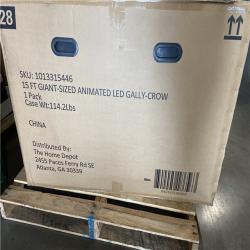 28
SKU: 1013315446
15 FT GIANT-SIZED ANIMATED LED GALLY-CROW
1 Pack
Case Wt:114.2Lbs
CHINA
Distributed By:
The Home Depot
2455 Paces Ferry Rd SE
Atlanta, GA 30339